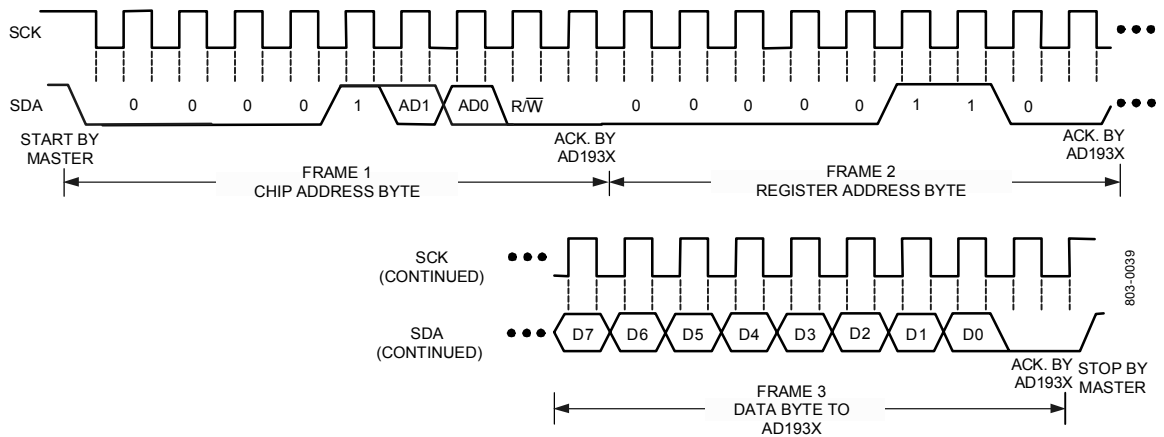 SCK
SDA
0 0 0 0 1 AD1 AD0 R/W̅ 0 0 0 0 0 1 1 0
START BY
MASTER
ACK. BY
AD193X
ACK. BY
AD193X
FRAME 1
CHIP ADDRESS BYTE
FRAME 2
REGISTER ADDRESS BYTE
SCK
(CONTINUED)
SDA
(CONTINUED)
D7 D6 D5 D4 D3 D2 D1 D0
ACK. BY
AD193X
STOP BY
MASTER
FRAME 3
DATA BYTE TO
AD193X
803-0039